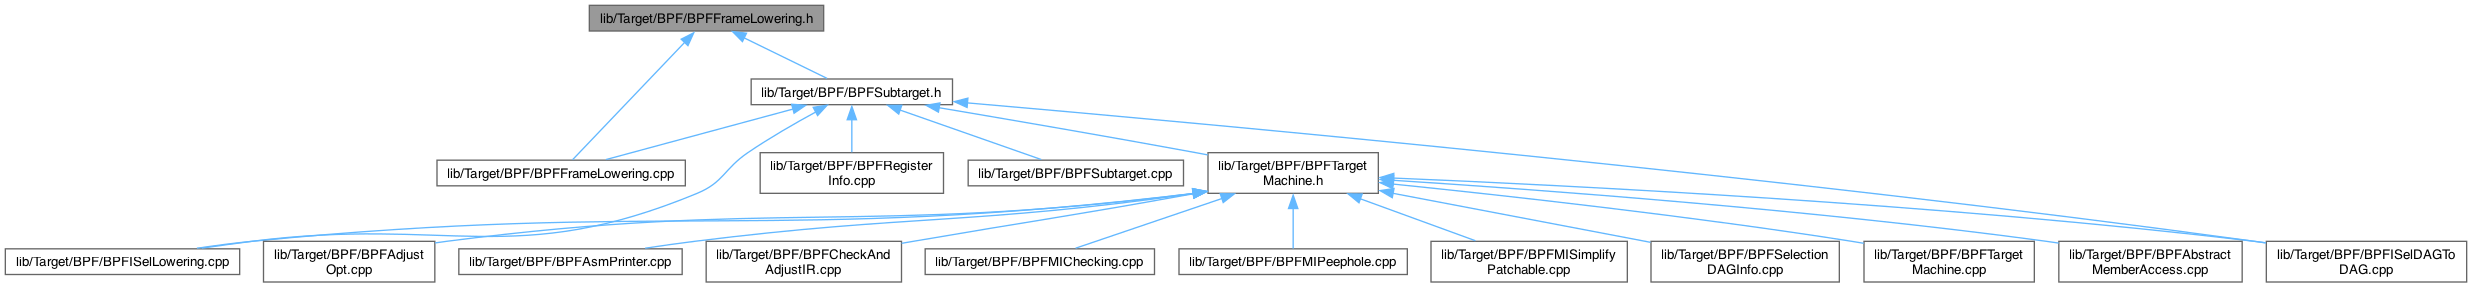 lib/Target/BPF/BPFFrameLowering.h
lib/Target/BPF/BPFSubtarget.h
lib/Target/BPF/BPFFrameLowering.cpp
lib/Target/BPF/BPFRegister
Info.cpp
lib/Target/BPF/BPFSubtarget.cpp
lib/Target/BPF/BPFTarget
Machine.h
lib/Target/BPF/BPFISelLowering.cpp
lib/Target/BPF/BPFAdjust
Opt.cpp
lib/Target/BPF/BPFAsmPrinter.cpp
lib/Target/BPF/BPFCheckAnd
AdjustIR.cpp
lib/Target/BPF/BPFMIChecking.cpp
lib/Target/BPF/BPFMIPeephole.cpp
lib/Target/BPF/BPFMISimplify
Patchable.cpp
lib/Target/BPF/BPFSelection
DAGInfo.cpp
lib/Target/BPF/BPFTarget
Machine.cpp
lib/Target/BPF/BPFAbstract
MemberAccess.cpp
lib/Target/BPF/BPFISelDAGTo
DAG.cpp